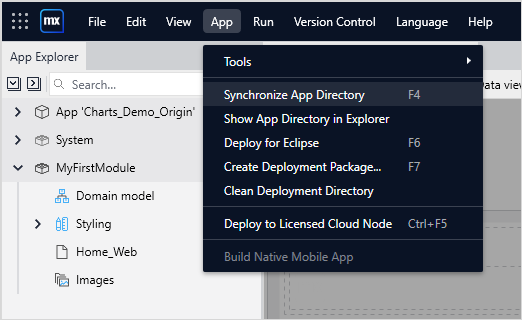 mx File Edit View App Run Version Control Language Help
App Explorer
Search...
App 'Charts_Demo_Origin'
System
MyFirstModule
Domain model
Styling
Home_Web
Images
Tools
Synchronize App Directory F4
Show App Directory in Explorer
Deploy for Eclipse F6
Create Deployment Package... F7
Clean Deployment Directory
Deploy to Licensed Cloud Node Ctrl+F5
Build Native Mobile App
Data view